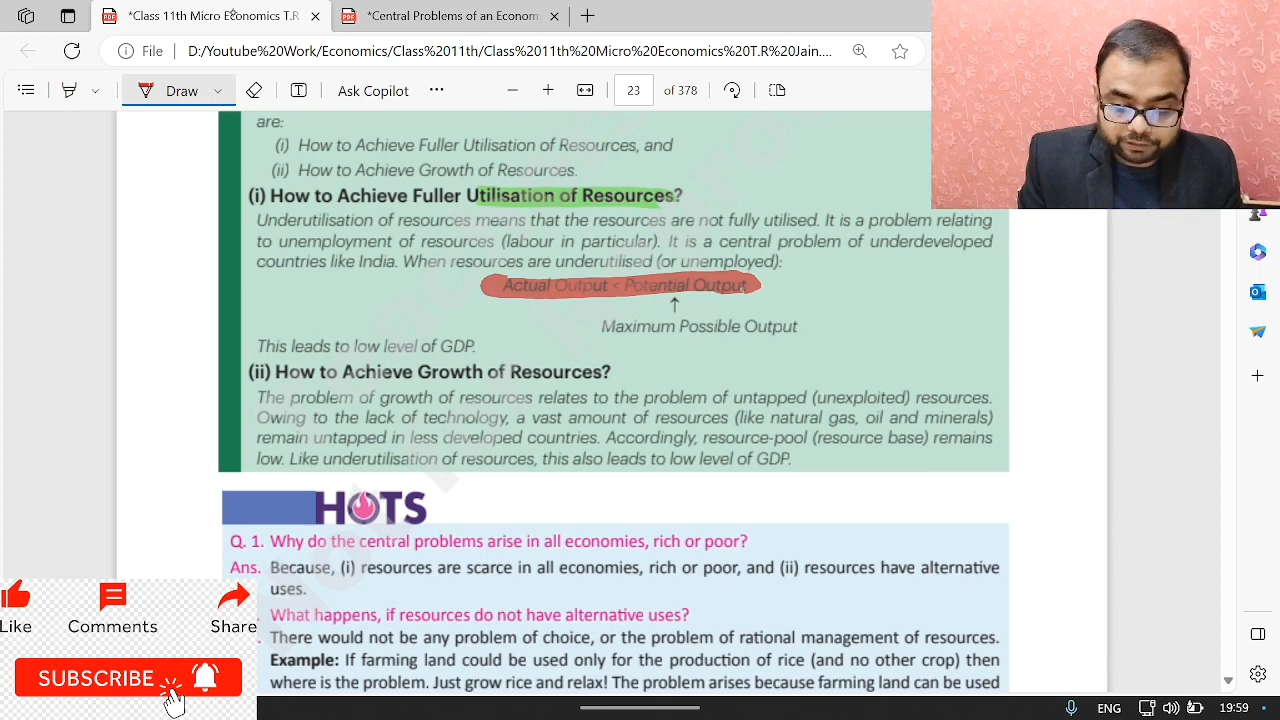 *Class 11th Micro Economics T.R
*Collection of Data 11th Econom
File
D:/Youtube%20Work/Economics/Class%2011th/Class%2011th%20Micro%20Economics%20T.R%20Jain....
Draw
Ask Copilot
23
of 378
are:
(i) How to Achieve Fuller Utilisation of Resources, and
(ii) How to Achieve Growth of Resources.
(i) How to Achieve Fuller Utilisation of Resources?
Underutilisation of resources means that the resources are not fully utilised. It is a problem relating
to unemployment of resources (labour in particular). It is a central problem of underdeveloped
countries like India. When resources are underutilised (or unemployed):
Actual Output < Potential Output
↑
Maximum Possible Output
This leads to low level of GDP.
(ii) How to Achieve Growth of Resources?
The problem of growth of resources relates to the problem of untapped (unexploited) resources.
Owing to the lack of technology, a vast amount of resources (like natural gas, oil and minerals)
remain untapped in less developed countries. Accordingly, resource-pool (resource base) remains
low. Like underutilisation of resources, this also leads to low level of GDP.
HOTS
Q. 1. Why do the central problems arise in all economies, rich or poor?
Ans. Because, (i) resources are scarce in all economies, rich or poor, and (ii) resources have alternative
uses.
What happens, if resources do not have alternative uses?
There would not be any problem of choice, or the problem of rational management of resources.
Example: If farming land could be used only for the production of rice (and no other crop) then
where is the problem. Just grow rice and relax! The problem arises because farming land can be used
Like
Comments
Share
SUBSCRIBE
ENG
19:59